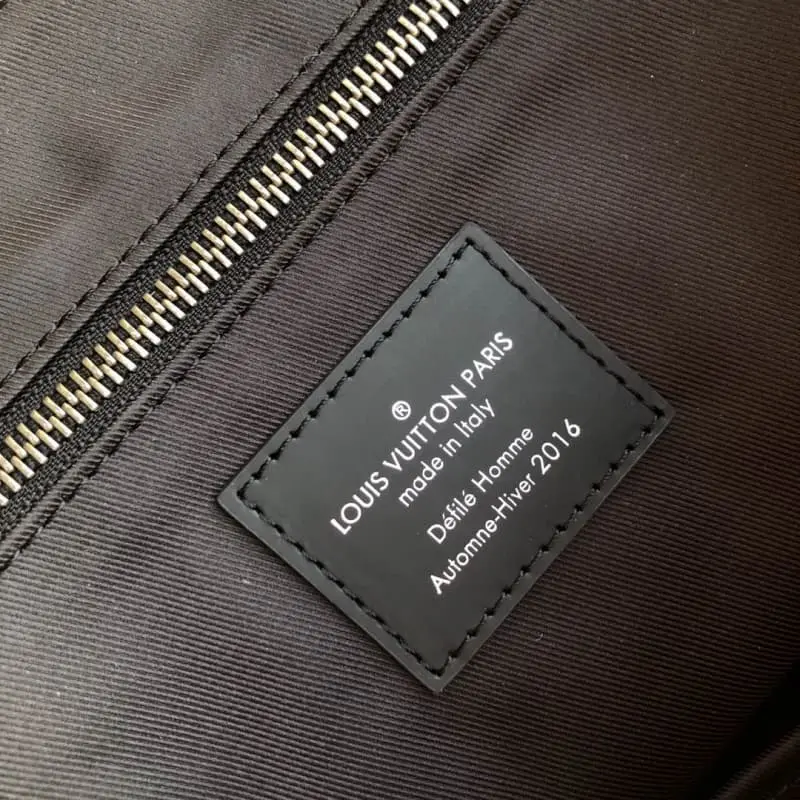 ®
LOUIS VUITTON PARIS
made in Italy
Défilé Homme
Automne-Hiver 2016